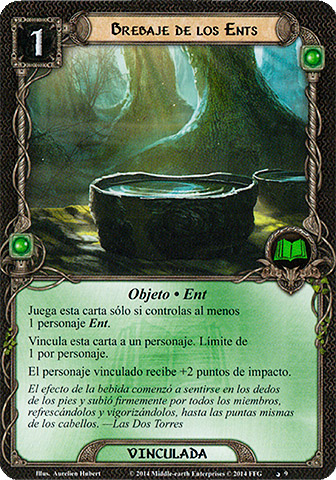 1
Brebaje de los Ents
Objeto • Ent
Juega esta carta sólo si controlas al menos
1 personaje Ent.
Vincula esta carta a un personaje. Límite de
1 por personaje.
El personaje vinculado recibe +2 puntos de impacto.
El efecto de la bebida comenzó a sentirse en los dedos
de los pies y subió firmemente por todos los miembros,
refrescándolos y vigorizándolos, hasta las puntas mismas
de los cabellos. —Las Dos Torres
Vinculada
Illus. Aurelien Hubert
© 2014 Middle-earth Enterprises © 2014 FFG
9